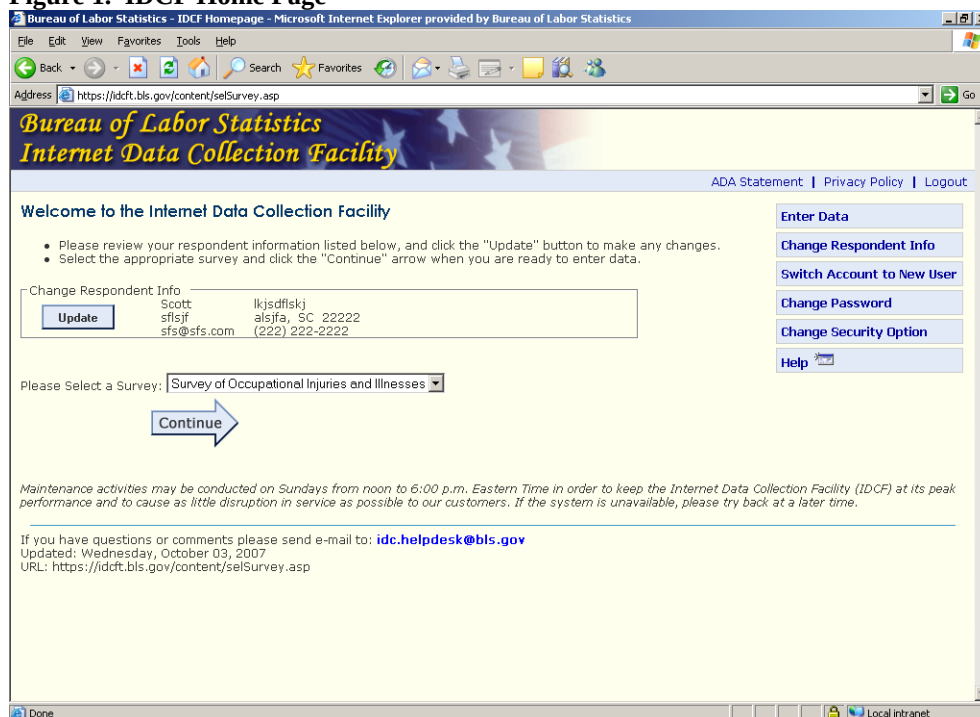 Figure 1. IDCF Home Page
Bureau of Labor Statistics - IDCF Homepage - Microsoft Internet Explorer provided by Bureau of Labor Statistics
File Edit View Favorites Tools Help
Back Search Favorites
Address https://idcft.bls.gov/content/selSurvey.asp Go
Bureau of Labor Statistics
Internet Data Collection Facility
ADA Statement | Privacy Policy | Logout
Welcome to the Internet Data Collection Facility
• Please review your respondent information listed below, and click the "Update" button to make any changes.
• Select the appropriate survey and click the "Continue" arrow when you are ready to enter data.
Change Respondent Info
Update
Scott lkjsdflskj
sflsjf alsjfa, SC 22222
sfs@sfs.com (222) 222-2222
Please Select a Survey: Survey of Occupational Injuries and Illnesses
Continue
Enter Data
Change Respondent Info
Switch Account to New User
Change Password
Change Security Option
Help
Maintenance activities may be conducted on Sundays from noon to 6:00 p.m. Eastern Time in order to keep the Internet Data Collection Facility (IDCF) at its peak
performance and to cause as little disruption in service as possible to our customers. If the system is unavailable, please try back at a later time.
If you have questions or comments please send e-mail to: idc.helpdesk@bls.gov
Updated: Wednesday, October 03, 2007
URL: https://idcft.bls.gov/content/selSurvey.asp
Done Local intranet